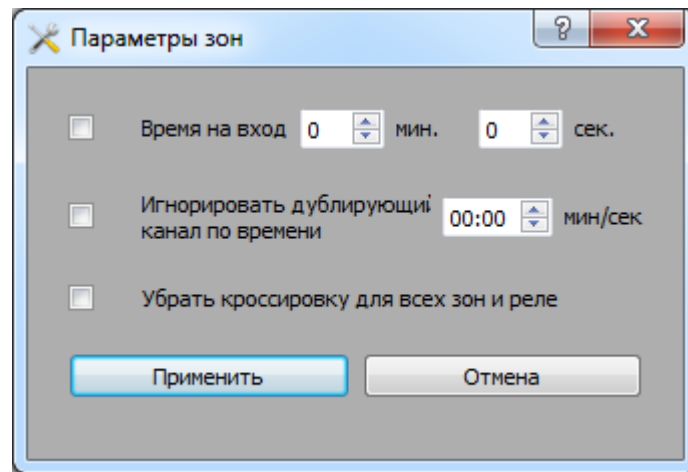 Параметры зон
Время на вход 0 мин. 0 сек.
Игнорировать дублирующий
канал по времени 00:00 мин/сек
Убрать кроссировку для всех зон и реле
Применить Отмена